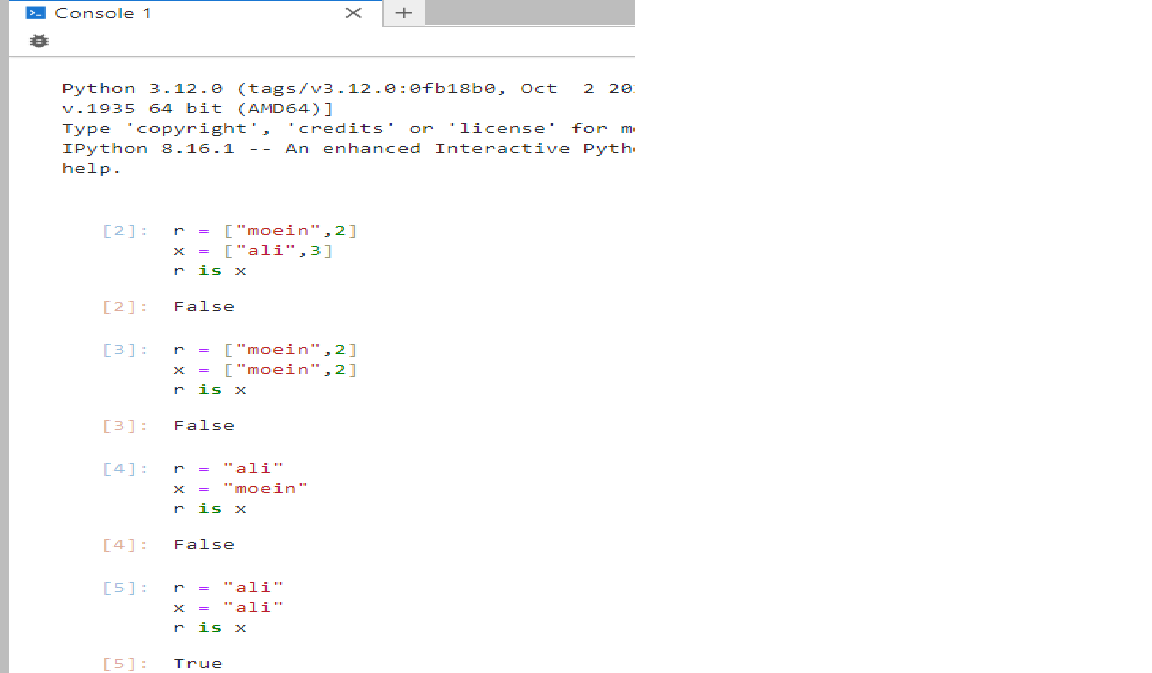 Console 1
Python 3.12.0 (tags/v3.12.0:0fb18b0, Oct  2 20
v.1935 64 bit (AMD64)]
Type 'copyright', 'credits' or 'license' for m
IPython 8.16.1 -- An enhanced Interactive Pyth
help.
[2]: r = ["moein",2]
x = ["ali",3]
r is x
[2]: False
[3]: r = ["moein",2]
x = ["moein",2]
r is x
[3]: False
[4]: r = "ali"
x = "moein"
r is x
[4]: False
[5]: r = "ali"
x = "ali"
r is x
[5]: True